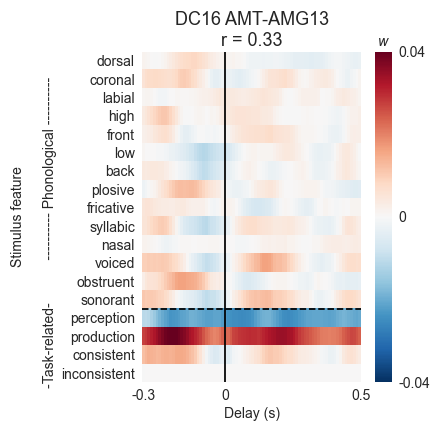 DC16 AMT-AMG13
r = 0.33
w
dorsal
coronal
labial
high
front
low
back
plosive
fricative
syllabic
nasal
voiced
obstruent
sonorant
perception
production
consistent
inconsistent
Stimulus feature
----------- Phonological ----------
-Task-related-
0.04
0
-0.04
-0.3
0
0.5
Delay (s)